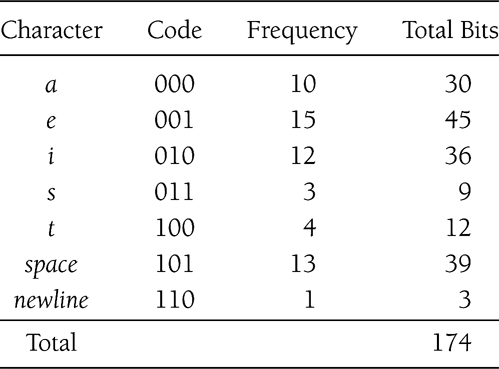 Character Code Frequency Total Bits
a 000 10 30
e 001 15 45
i 010 12 36
s 011 3 9
t 100 4 12
space 101 13 39
newline 110 1 3
Total 174